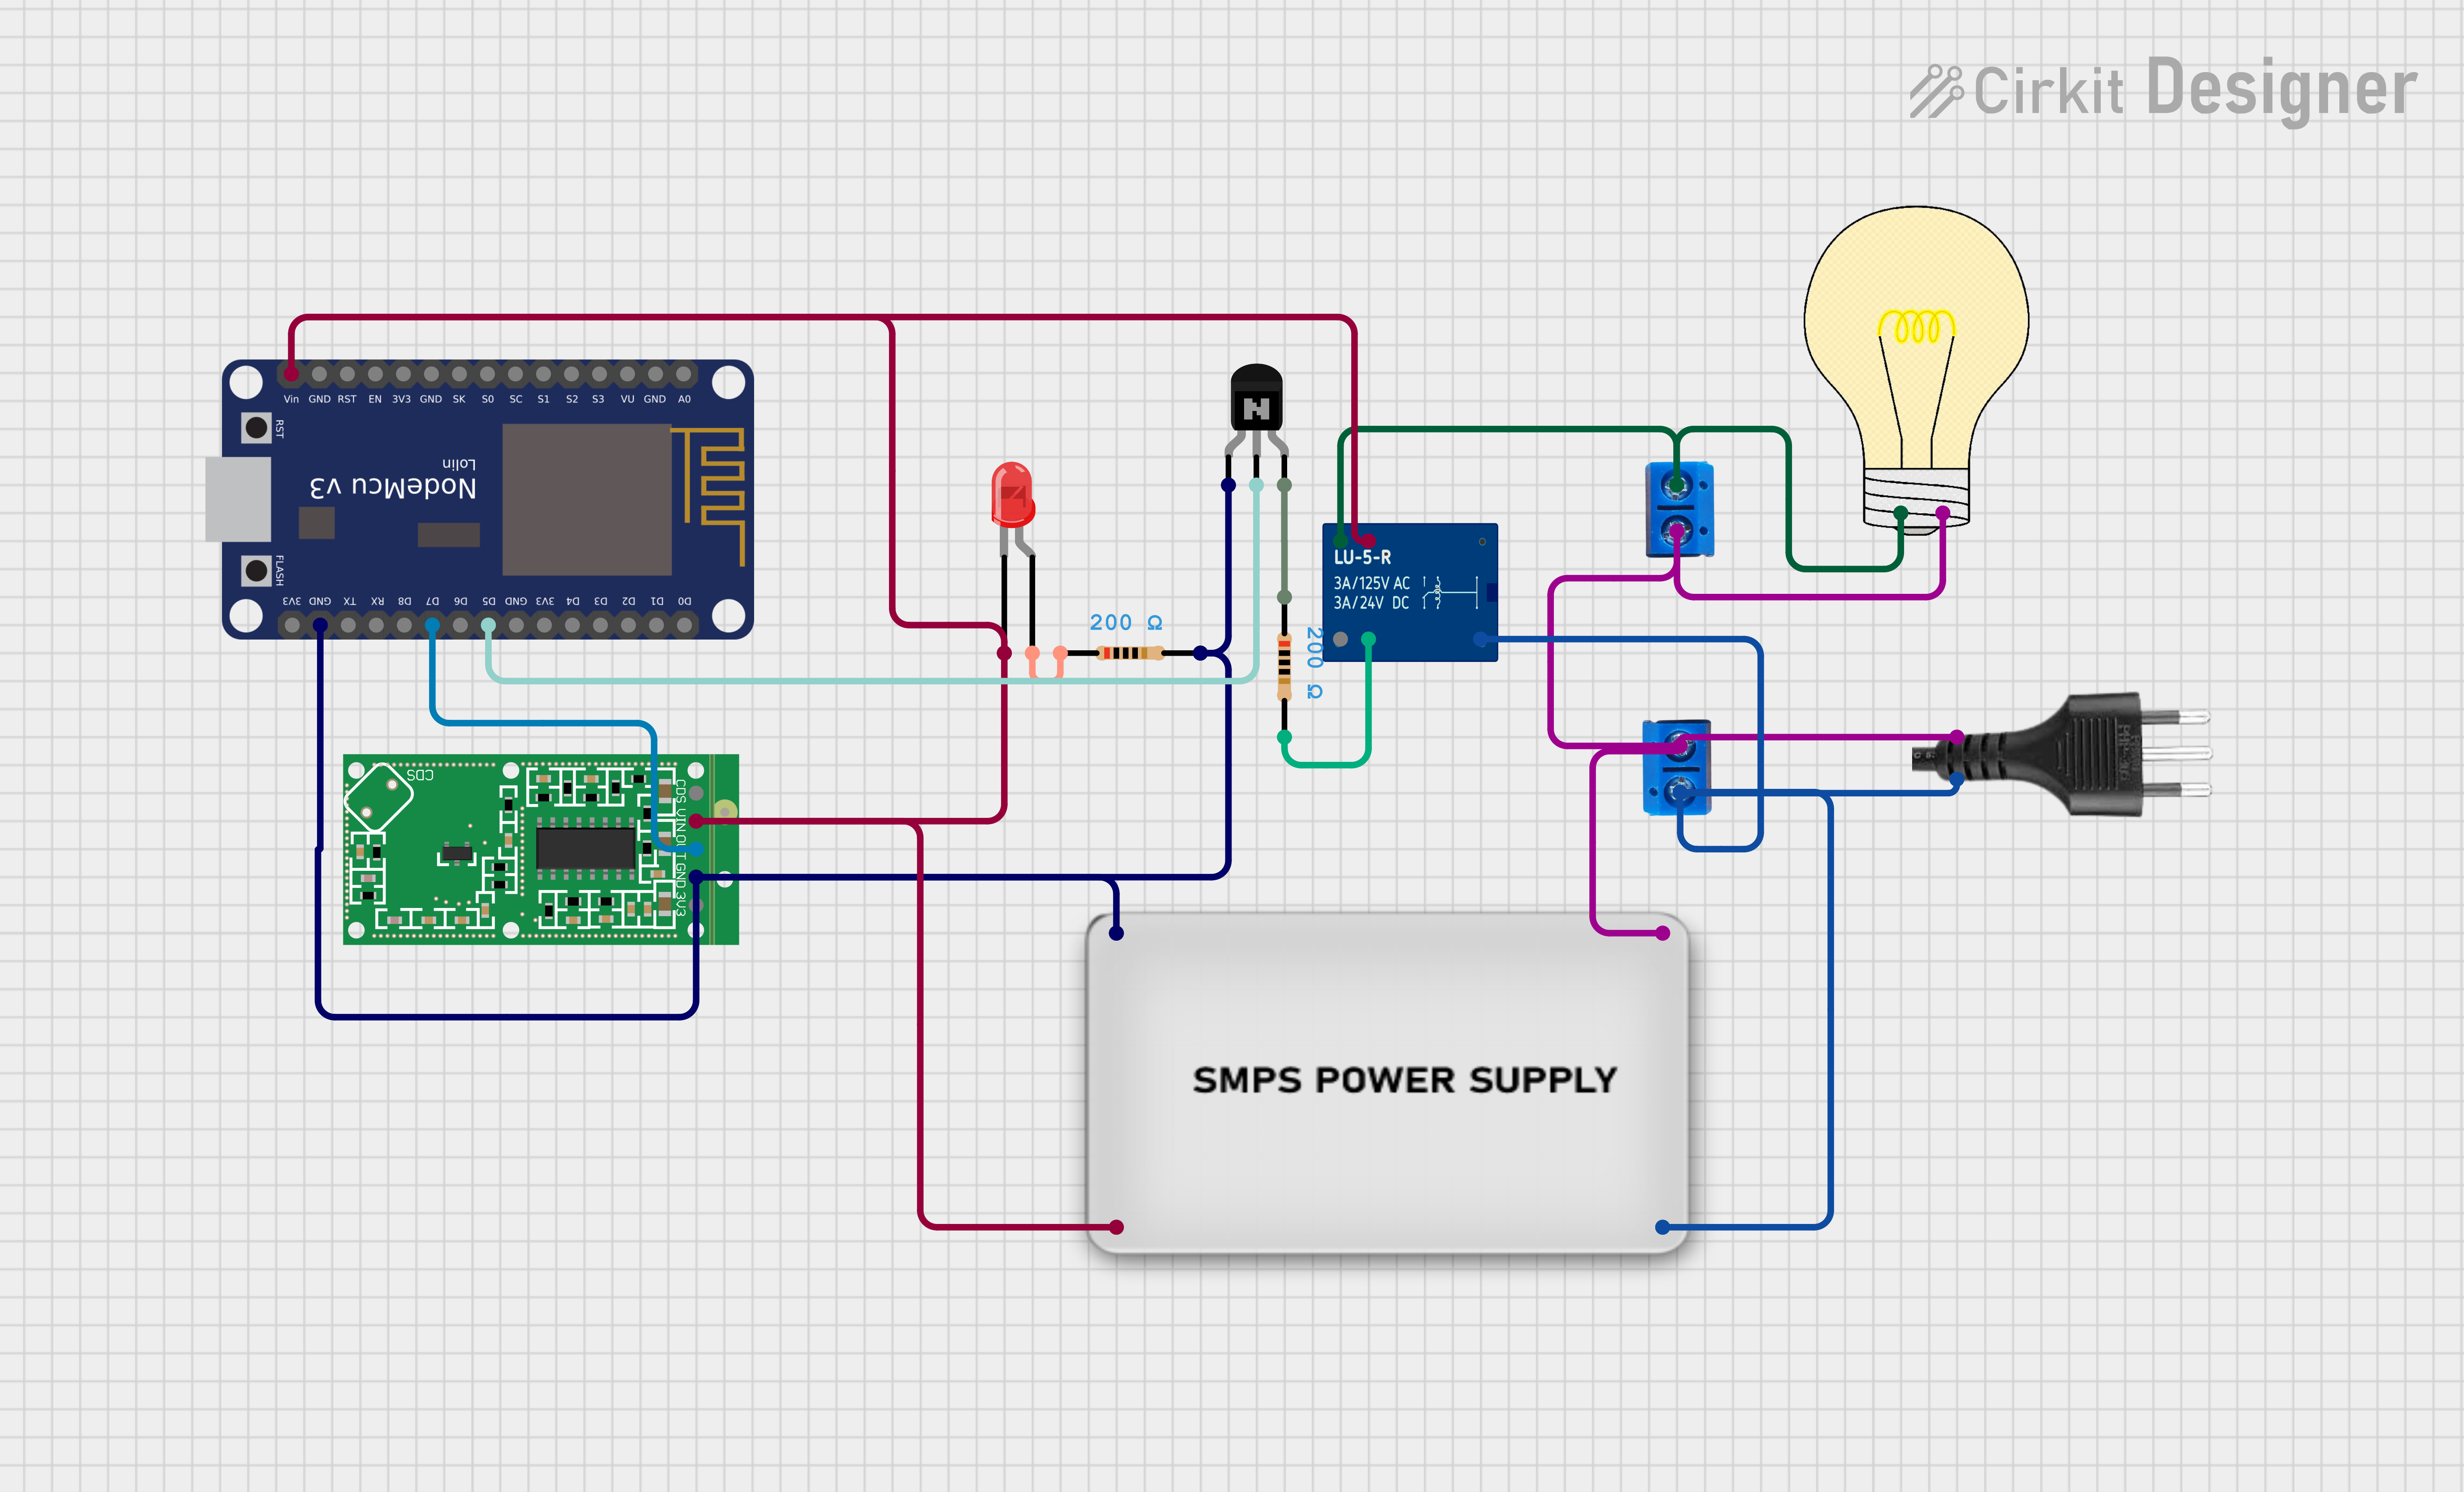 Cirkit Designer
Vin GND RST EN 3V3 GND SK S0 SC S1 S2 S3 VU GND A0
RST
Lolin
NodeMcu v3
FLASH
3V3 GND TX RX D8 D7 D6 D5 GND 3V3 D4 D3 D2 D1 D0
N
200 Ω
200 Ω
LU-5-R
3A/125V AC
3A/24V DC
CDS
CDS VIN OUT GND 3V3
SMPS POWER SUPPLY